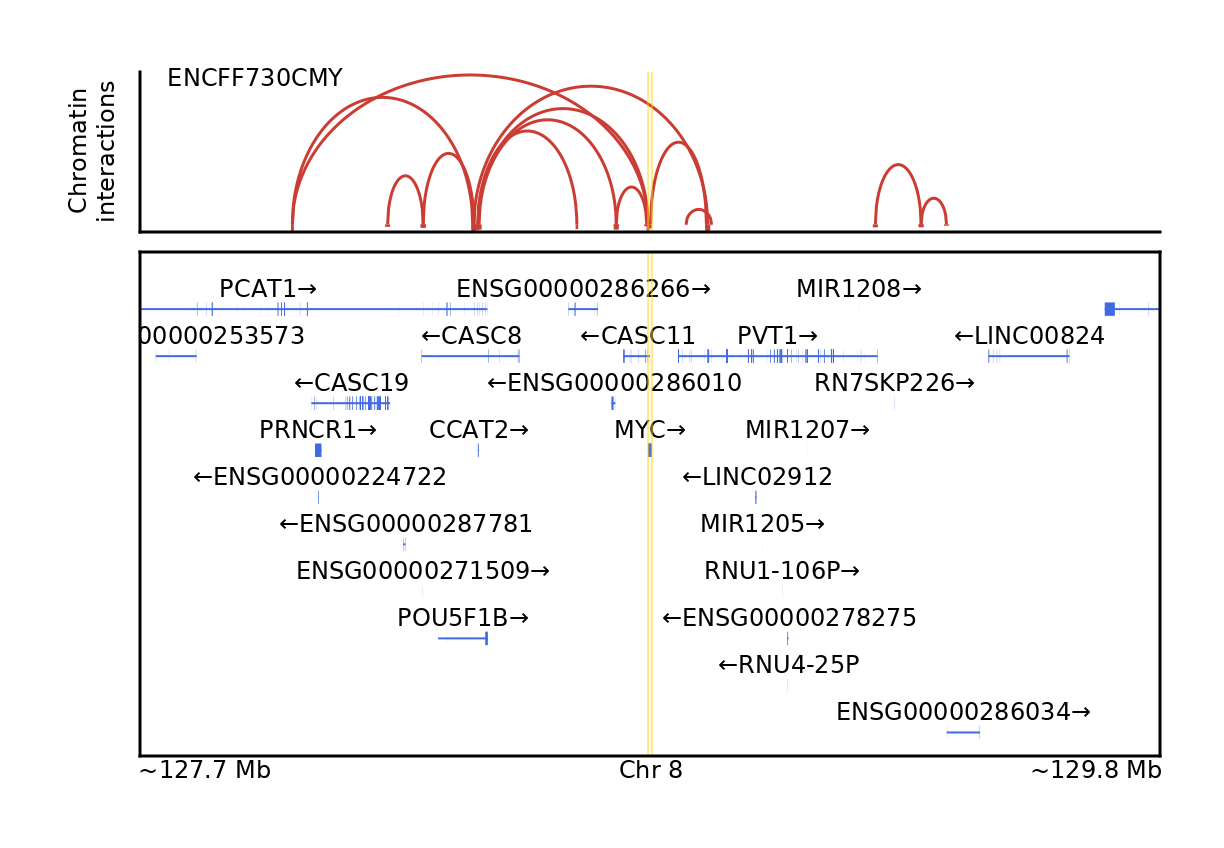 ENCFF730CMY
Chromatin
interactions
PCAT1→ ENSG00000286266→ MIR1208→
00000253573 ←CASC8 ←CASC11 PVT1→ ←LINC00824
←CASC19 ←ENSG00000286010 RN7SKP226→
PRNCR1→ CCAT2→ MYC→ MIR1207→
←ENSG00000224722 ←LINC02912
←ENSG00000287781 MIR1205→
ENSG00000271509→ RNU1-106P→
POU5F1B→ ←ENSG00000278275
←RNU4-25P
ENSG00000286034→
~127.7 Mb Chr 8 ~129.8 Mb